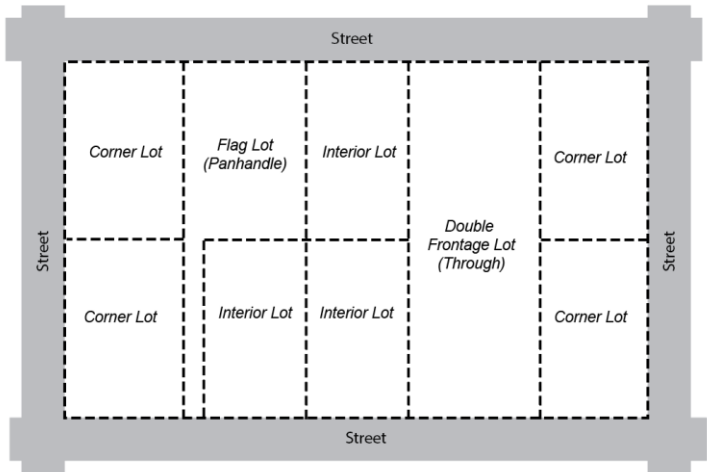 Street
Corner Lot
Flag Lot
(Panhandle)
Interior Lot
Corner Lot
Double
Frontage Lot
(Through)
Street
Street
Corner Lot
Interior Lot
Interior Lot
Corner Lot
Street